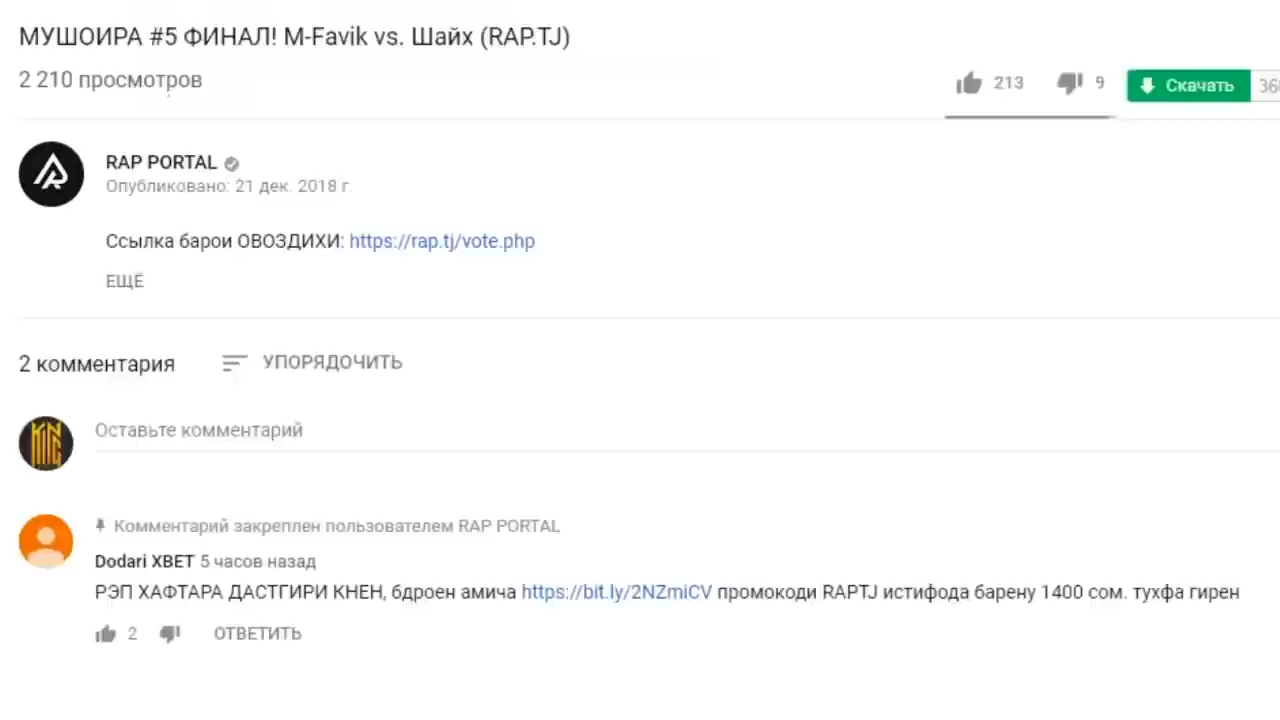 МУШОИРА #5 ФИНАЛ! M-Favik vs. Шайх (RAP.TJ)
2 210 просмотров
213 9 Скачать 36
RAP PORTAL
Опубликовано: 21 дек. 2018 г.
Ссылка барои ОВОЗДИХИ: https://rap.tj/vote.php
ЕЩЁ
2 комментария УПОРЯДОЧИТЬ
Оставьте комментарий
Комментарий закреплен пользователем RAP PORTAL
Dodari XBET 5 часов назад
РЭП ХАФТАРА ДАСТГИРИ КНЕН, бдроен амича https://bit.ly/2NZmiCV промокоди RAPTJ истифода барену 1400 сом. тухфа гирен
2 ОТВЕТИТЬ